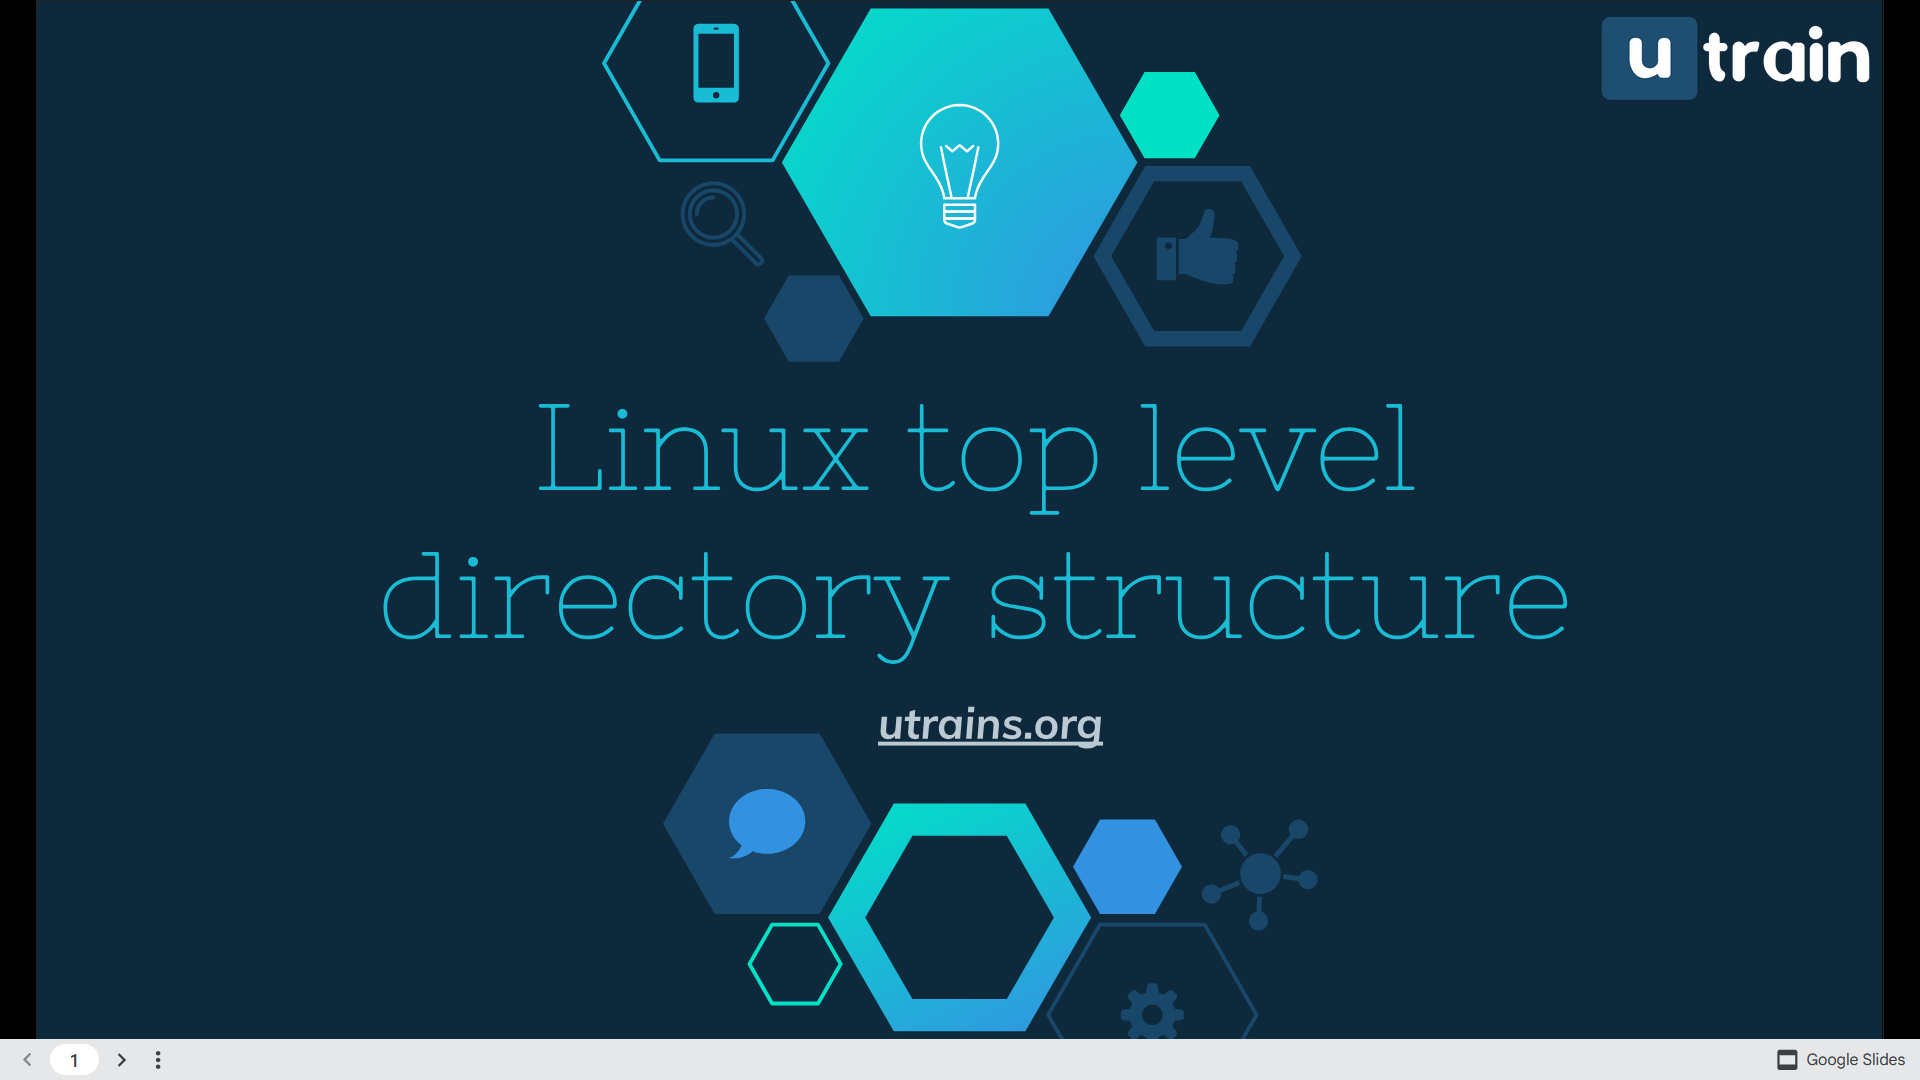 u train
Linux top level
directory structure
utrains.org
1
Google Slides